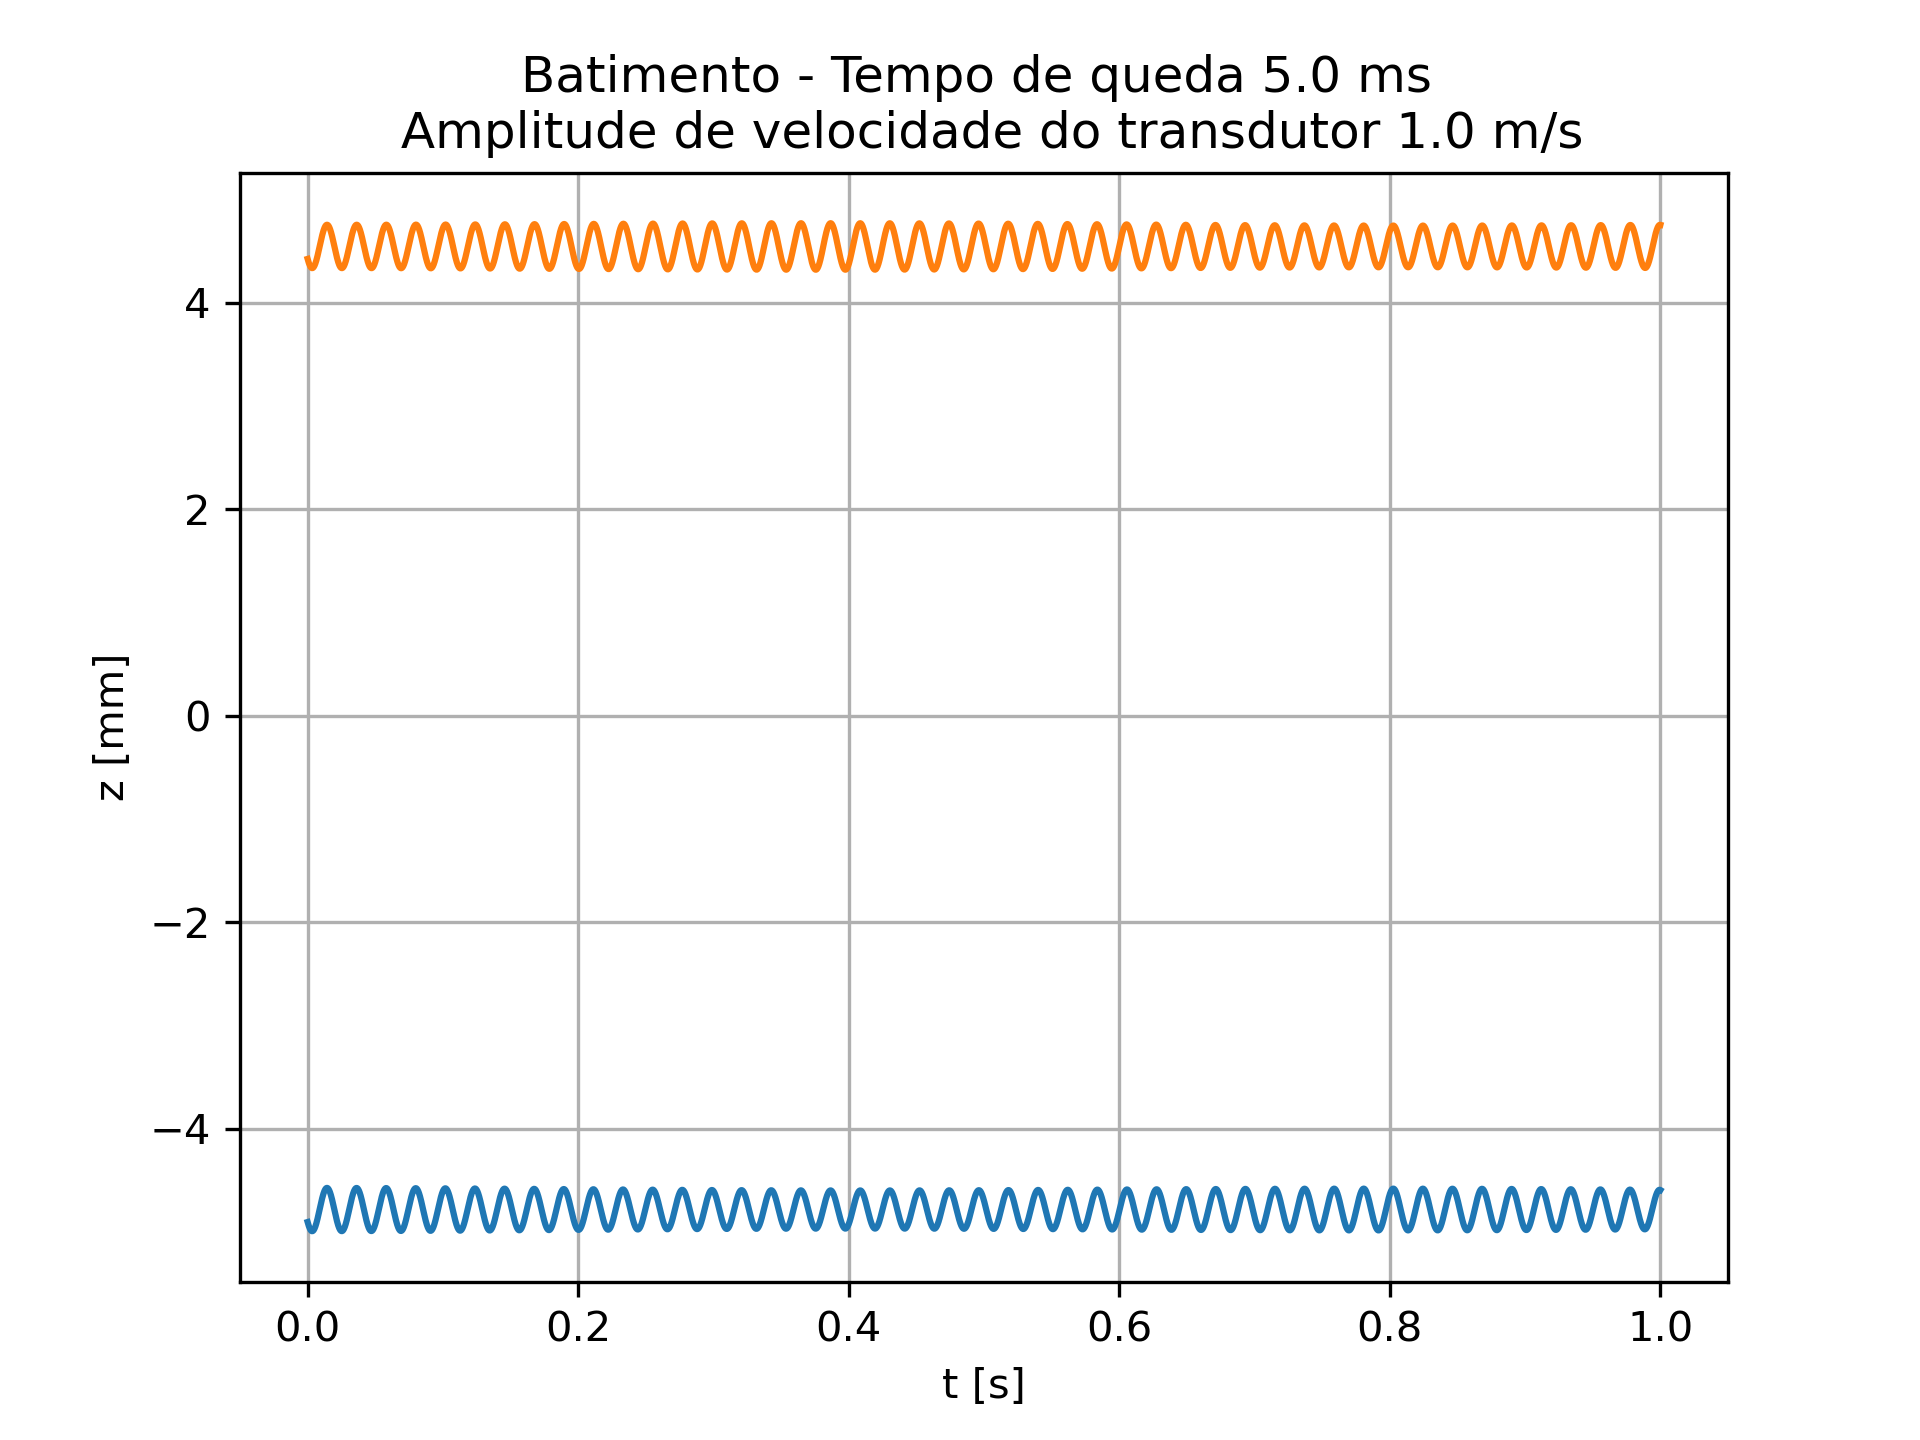 Batimento - Tempo de queda 5.0 ms
Amplitude de velocidade do transdutor 1.0 m/s
4
2
0
−2
−4
z [mm]
0.0 0.2 0.4 0.6 0.8 1.0
t [s]